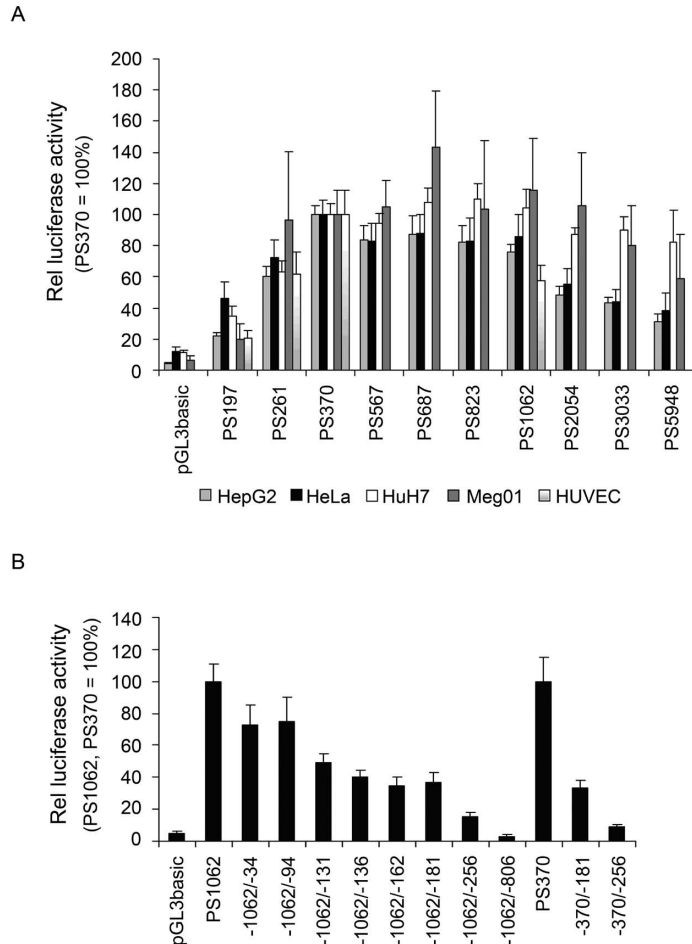 A
Rel luciferase activity
(PS370 = 100%)
200
180
160
140
120
100
80
60
40
20
0
pGL3basic
PS197
PS261
PS370
PS567
PS687
PS823
PS1062
PS2054
PS3033
PS5948
HepG2 HeLa HuH7 Meg01 HUVEC
B
Rel luciferase activity
(PS1062, PS370 = 100%)
140
120
100
80
60
40
20
0
pGL3basic
PS1062
-1062/-34
-1062/-94
-1062/-131
-1062/-136
-1062/-162
-1062/-181
-1062/-256
-1062/-806
PS370
-370/-181
-370/-256